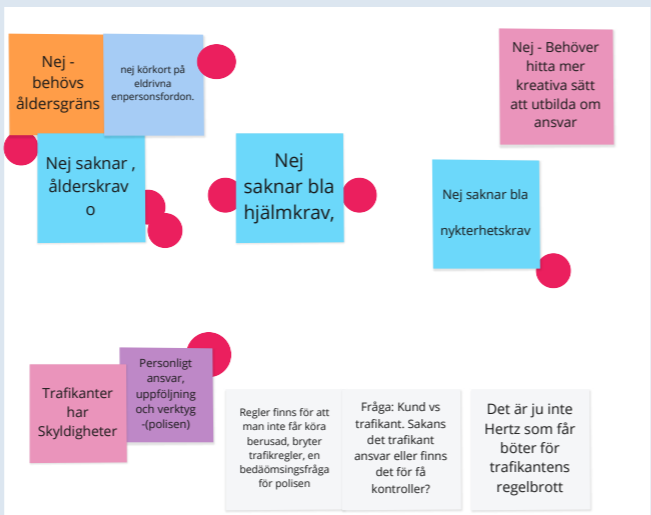 Nej -
behövs
åldersgräns
nej körkort på
eldrivna
enpersonsfordon.
Nej - Behöver
hitta mer
kreativa sätt
att utbilda om
ansvar
Nej saknar ,
ålderskrav
o
Nej
saknar bla
hjälmkrav,
Nej saknar bla
nykterhetskrav
Trafikanter
har
Skyldigheter
Personligt
ansvar,
uppföljning
och verktyg
-(polisen)
Regler finns för att
man inte får köra
berusad, bryter
trafikregler, en
bedäömsingsfråga
för polisen
Fråga: Kund vs
trafikant. Sakans
det trafikant
ansvar eller finns
det för få
kontroller?
Det är ju inte
Hertz som får
böter för
trafikantens
regelbrott